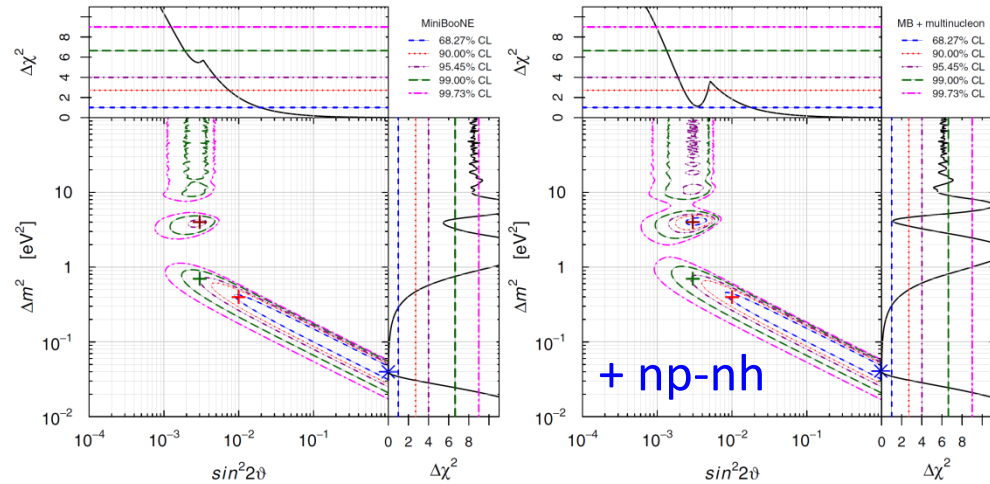 MiniBooNE
68.27% CL
90.00% CL
95.45% CL
99.00% CL
99.73% CL
Δχ²
0 2 4 6 8
Δm² [eV²]
10
1
10⁻¹
10⁻²
10⁻⁴ 10⁻³ 10⁻² 10⁻¹ 0 2 4 6 8
sin²2ϑ
Δχ²
MB + multinucleon
68.27% CL
90.00% CL
95.45% CL
99.00% CL
99.73% CL
Δχ²
0 2 4 6 8
Δm² [eV²]
10
1
10⁻¹
10⁻²
+ np-nh
10⁻⁴ 10⁻³ 10⁻² 10⁻¹ 0 2 4 6 8
sin²2ϑ
Δχ²